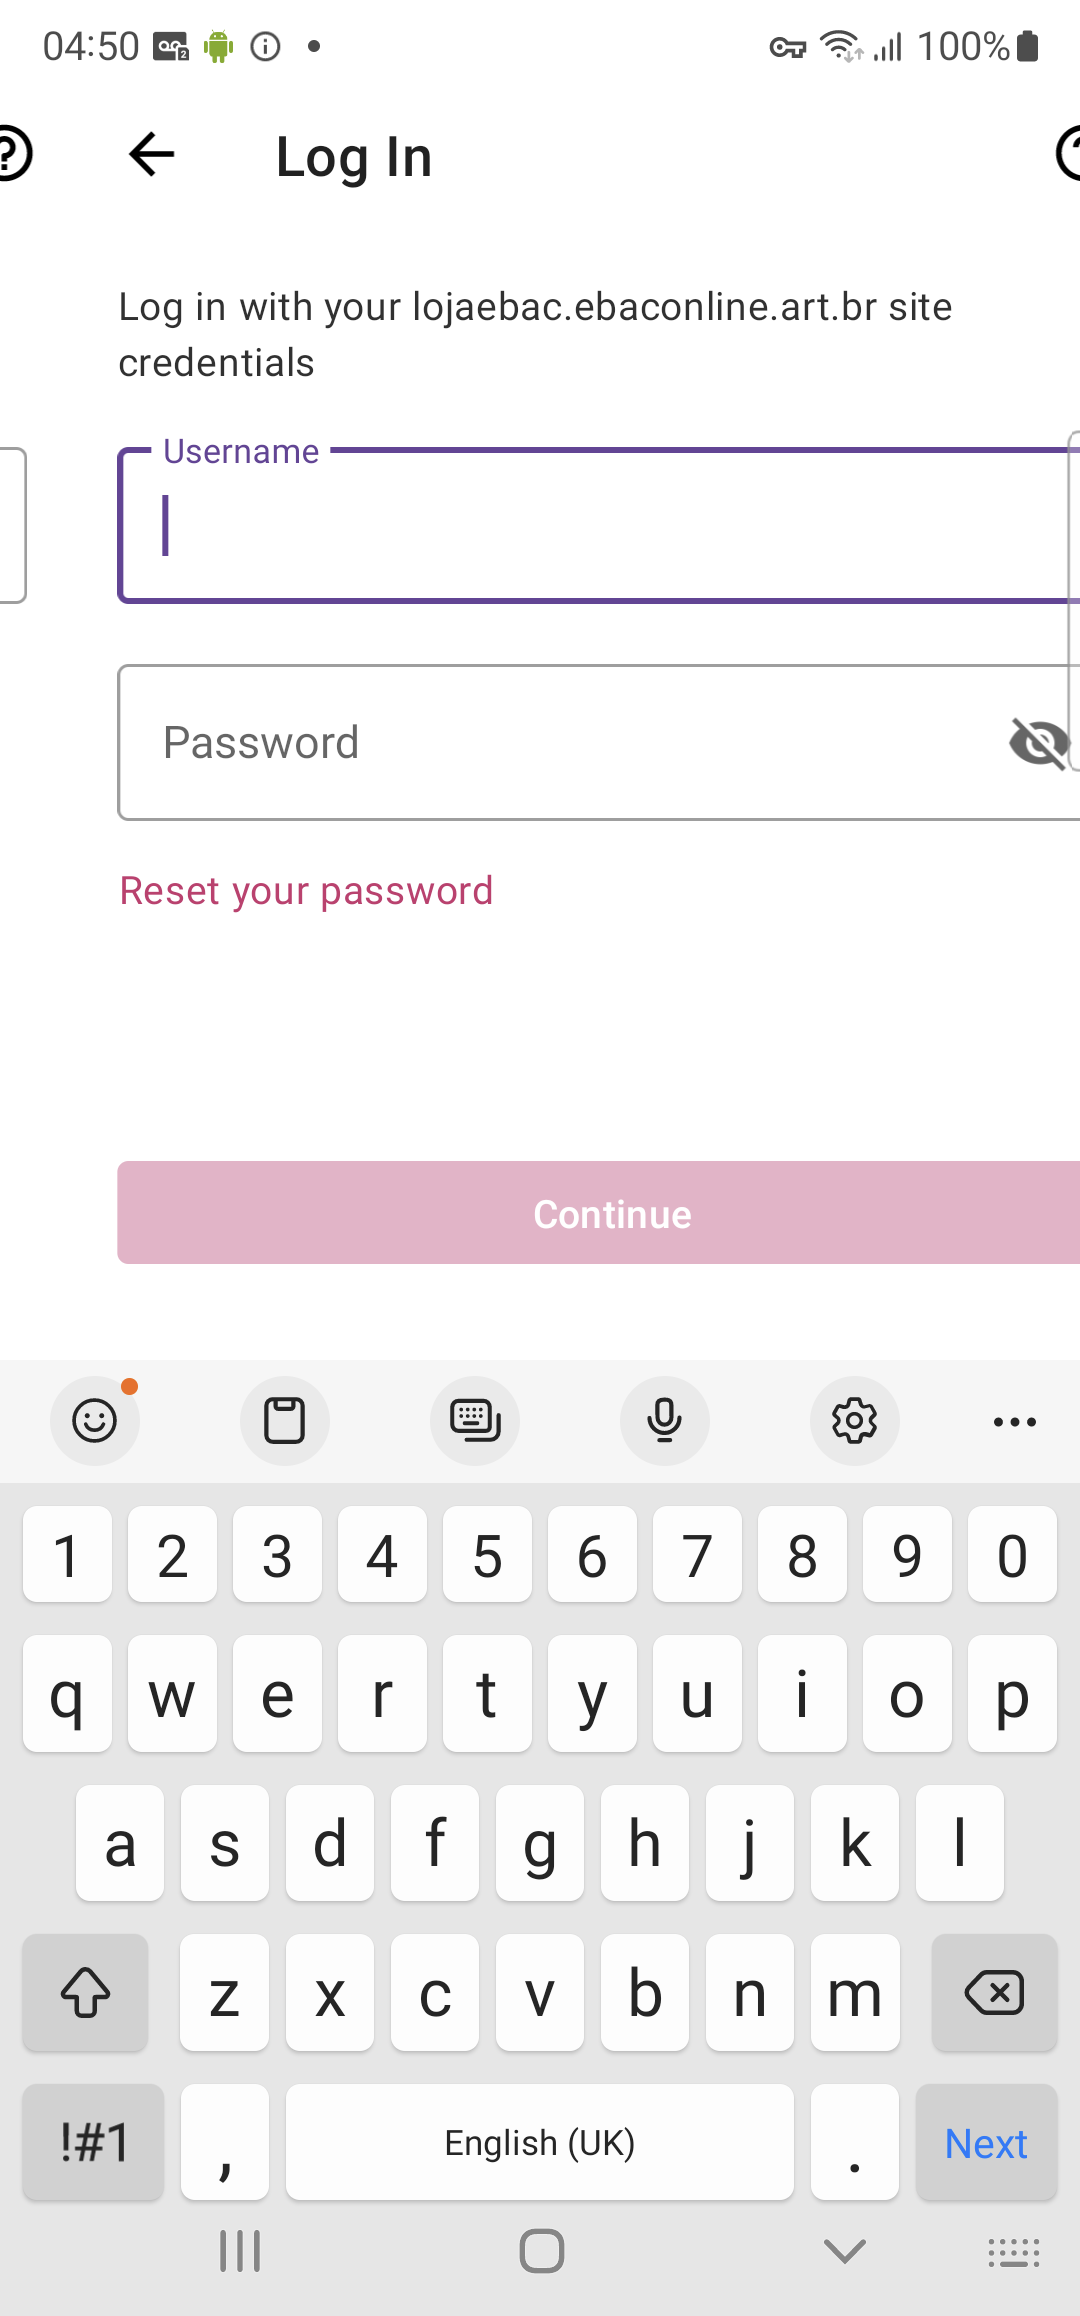 04:50 100%
Log In
Log in with your lojaebac.ebaconline.art.br site
credentials
Username
Password
Reset your password
Continue
1 2 3 4 5 6 7 8 9 0
q w e r t y u i o p
a s d f g h j k l
z x c v b n m
!#1 , English (UK) . Next